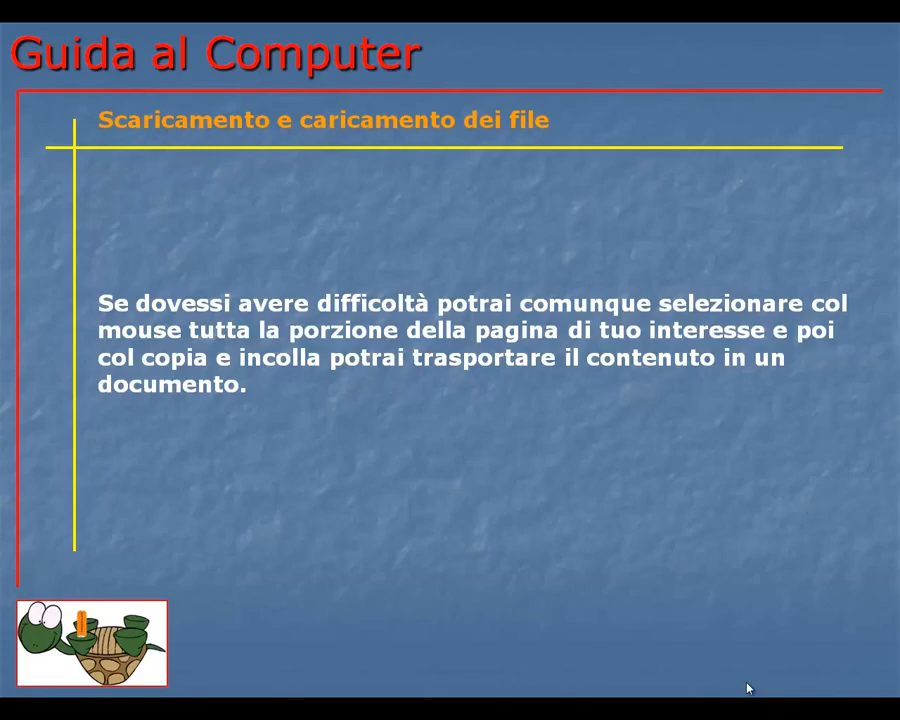 Guida al Computer
Scaricamento e caricamento dei file
Se dovessi avere difficoltà potrai comunque selezionare col
mouse tutta la porzione della pagina di tuo interesse e poi
col copia e incolla potrai trasportare il contenuto in un
documento.